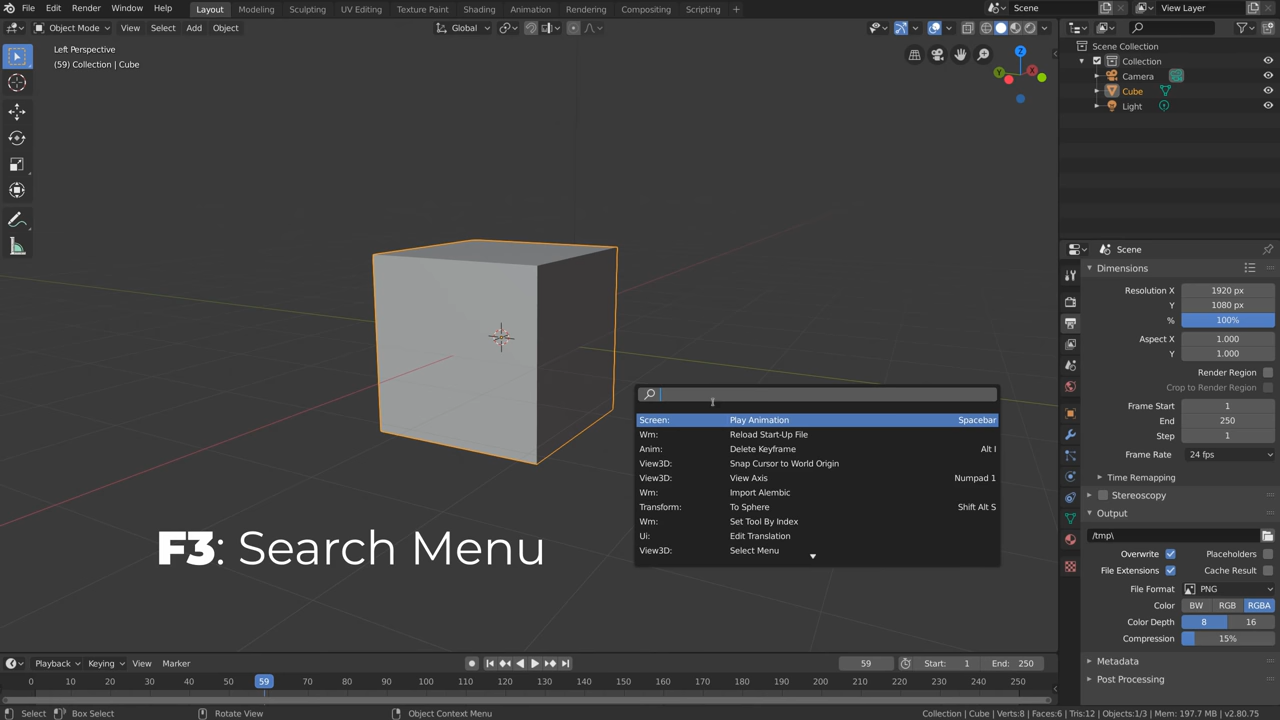 File Edit Render Window Help Layout Modeling Sculpting UV Editing Texture Paint Shading Animation Rendering Compositing Scripting + Scene View Layer
Object Mode View Select Add Object Global
Left Perspective
(59) Collection | Cube
Z
Y
X
Scene Collection
Collection
Camera
Cube
Light
Scene
Dimensions
Resolution X 1920 px
Y 1080 px
% 100%
Aspect X 1.000
Y 1.000
Render Region
Crop to Render Region
Frame Start 1
End 250
Step 1
Frame Rate 24 fps
Time Remapping
Stereoscopy
Output
/tmp\
Overwrite Placeholders
File Extensions Cache Result
File Format PNG
Color BW RGB RGBA
Color Depth 8 16
Compression 15%
Metadata
Post Processing
Screen: Play Animation Spacebar
Wm: Reload Start-Up File
Anim: Delete Keyframe Alt I
View3D: Snap Cursor to World Origin
View3D: View Axis Numpad 1
Wm: Import Alembic
Transform: To Sphere Shift Alt S
Wm: Set Tool By Index
Ui: Edit Translation
View3D: Select Menu
F3: Search Menu
Playback Keying View Marker 59 Start: 1 End: 250
0 10 20 30 40 50 59 70 80 90 100 110 120 130 140 150 160 170 180 190 200 210 220 230 240 250
Select Box Select Rotate View Object Context Menu Collection | Cube | Verts:8 | Faces:6 | Tris:12 | Objects:1/3 | Mem: 197.7 MB | v2.80.75